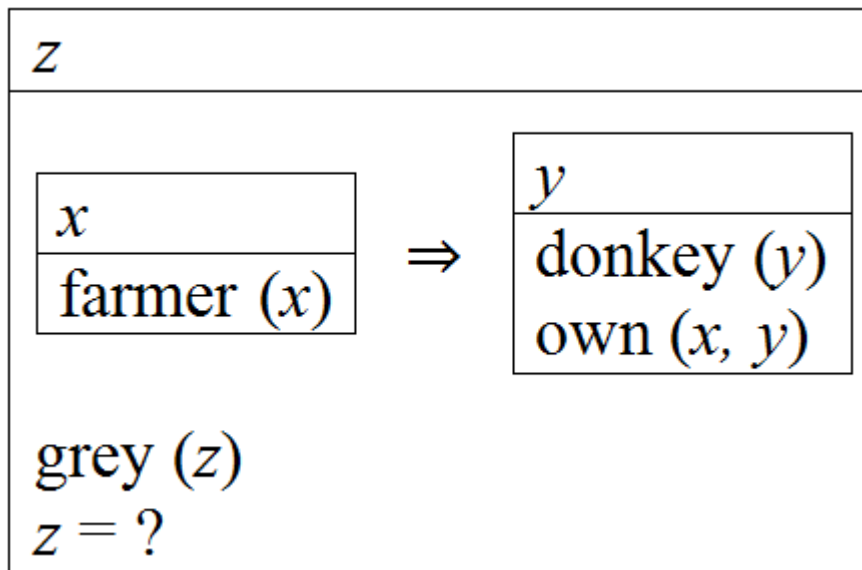 z
x
farmer (x)
⇒
y
donkey (y)
own (x, y)
grey (z)
z = ?